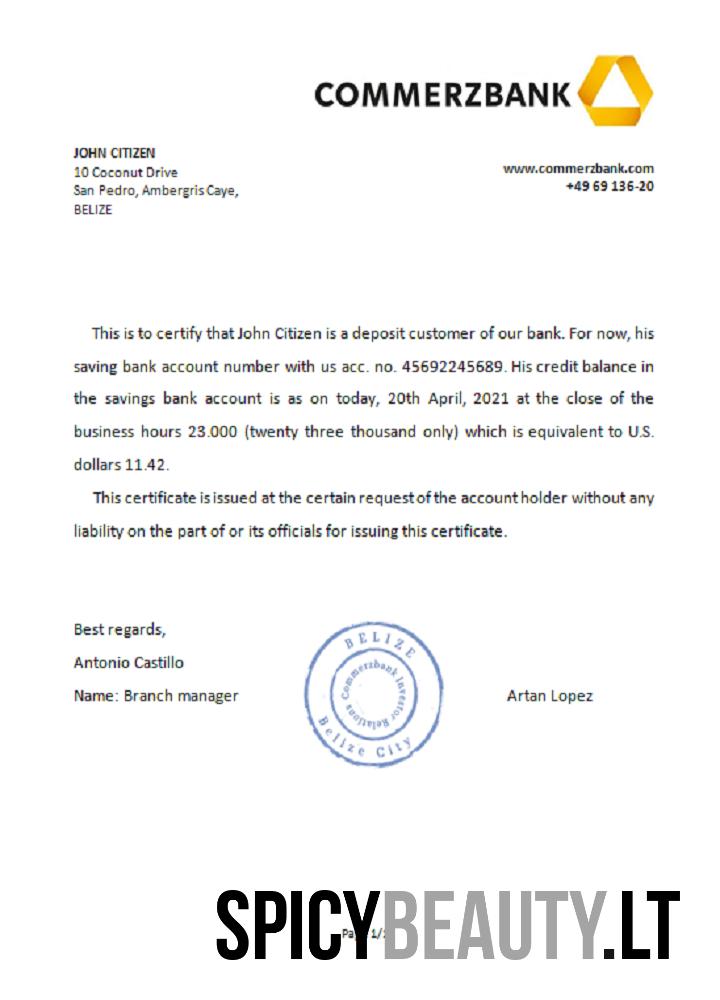 COMMERZBANK
JOHN CITIZEN
10 Coconut Drive
San Pedro, Ambergris Caye,
BELIZE
www.commerzbank.com
+49 69 136-20
This is to certify that John Citizen is a deposit customer of our bank. For now, his
saving bank account number with us acc. no. 45692245689. His credit balance in
the savings bank account is as on today, 20th April, 2021 at the close of the
business hours 23.000 (twenty three thousand only) which is equivalent to U.S.
dollars 11.42.
This certificate is issued at the certain request of the account holder without any
liability on the part of or its officials for issuing this certificate.
Best regards,
Antonio Castillo
Name: Branch manager
BELIZE
Commerzbank Investor Relations
Belize City
Artan Lopez
SPICYBEAUTY.LT